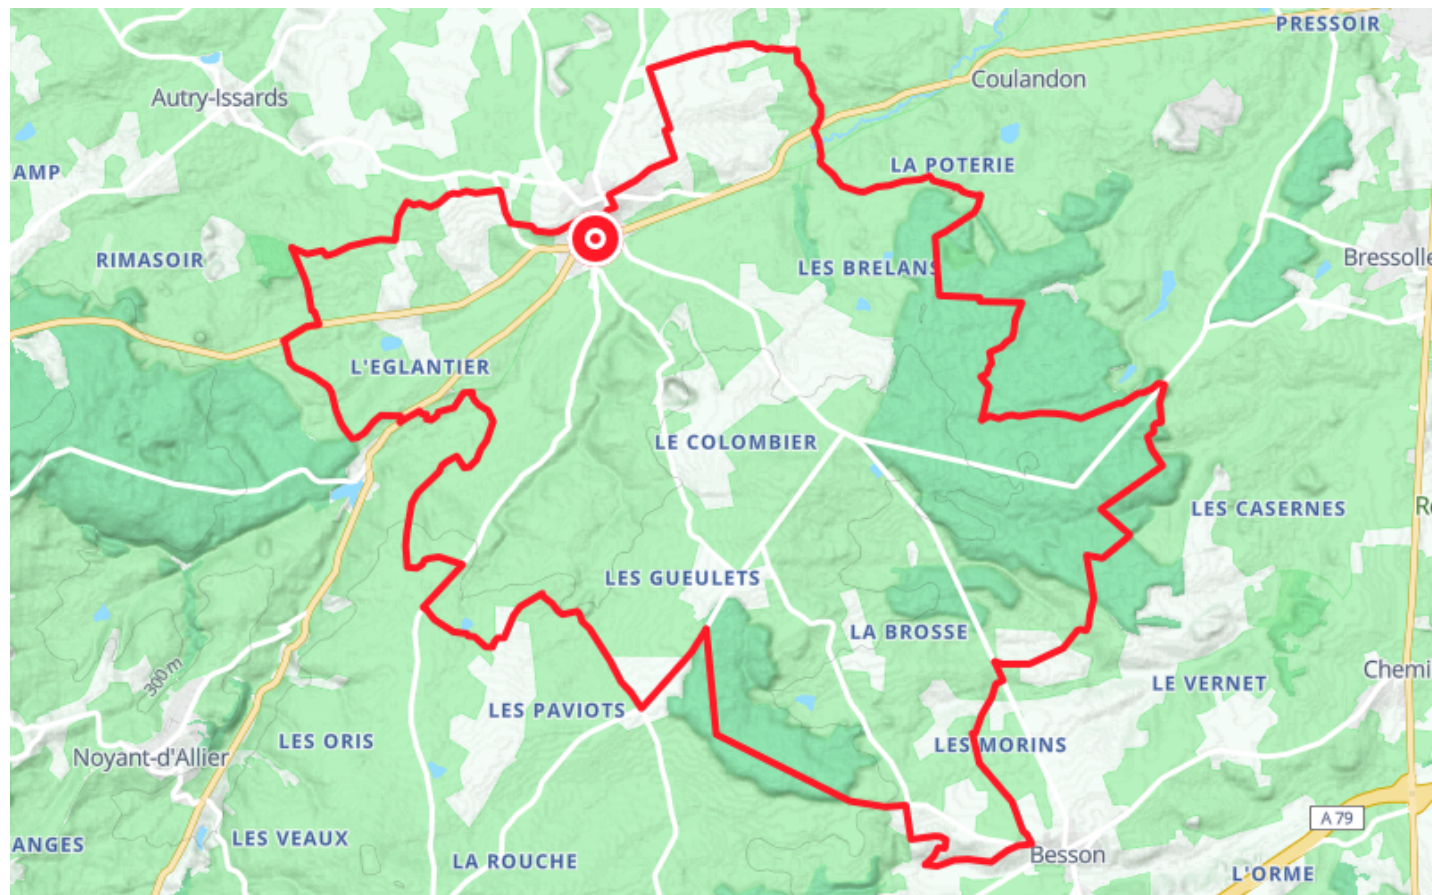 PRESSOIR
Coulandon
Autry-Issards
LA POTERIE
AMP
RIMASOIR
Bressolle
LES BRELANS
L'EGLANTIER
LE COLOMBIER
LES CASERNES
LES GUEULETS
LA BROSSE
Chemi
300 m
LE VERNET
LES PAVIOTS
LES ORIS
LES MORINS
Noyant-d'Allier
A 79
LES VEAUX
ANGES
Besson
LA ROUCHE
L'ORME